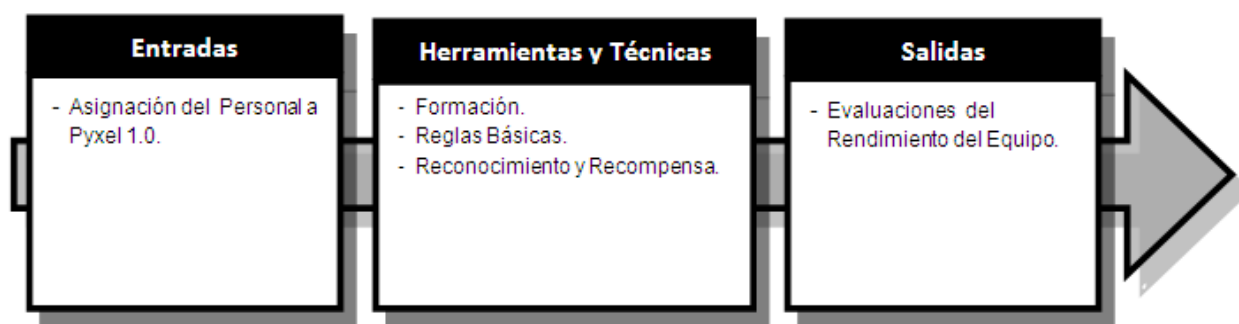 Entradas
- Asignación del Personal a
Pyxel 1.0.
Herramientas y Técnicas
- Formación.
- Reglas Básicas.
- Reconocimiento y Recompensa.
Salidas
- Evaluaciones del
Rendimiento del Equipo.